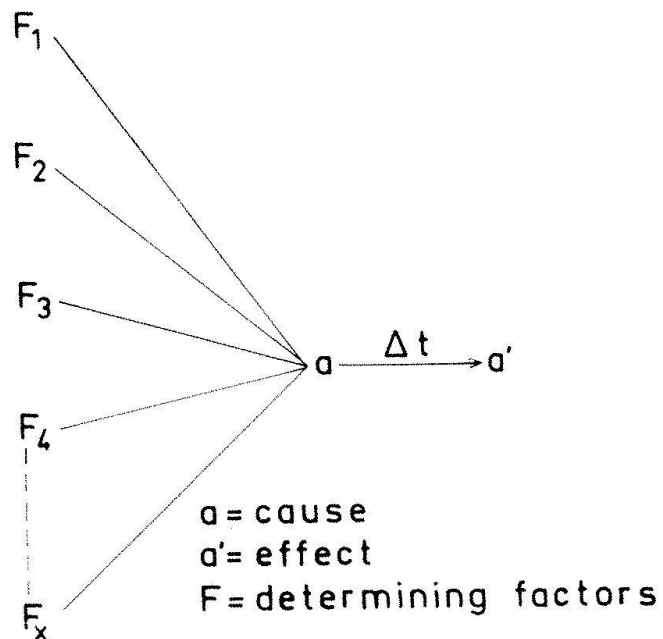 F₁
F₂
F₃
a Δt a'
F₄
a = cause
a' = effect
F = determining factors
Fₓ